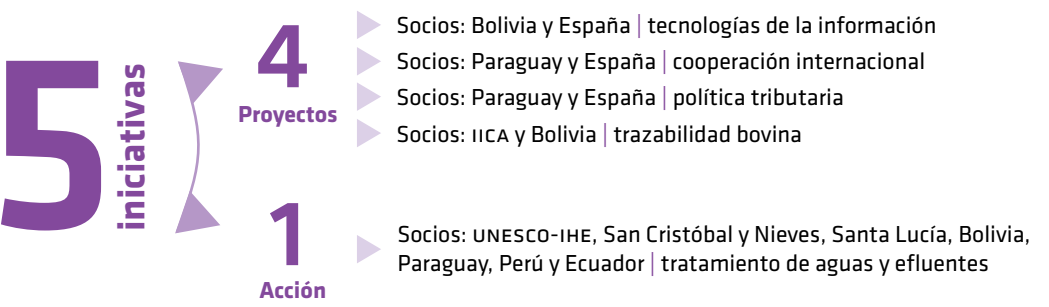 5
iniciativas
4
Proyectos
Socios: Bolivia y España | tecnologías de la información
Socios: Paraguay y España | cooperación internacional
Socios: Paraguay y España | política tributaria
Socios: IICA y Bolivia | trazabilidad bovina
1
Acción
Socios: UNESCO-IHE, San Cristóbal y Nieves, Santa Lucía, Bolivia,
Paraguay, Perú y Ecuador | tratamiento de aguas y efluentes